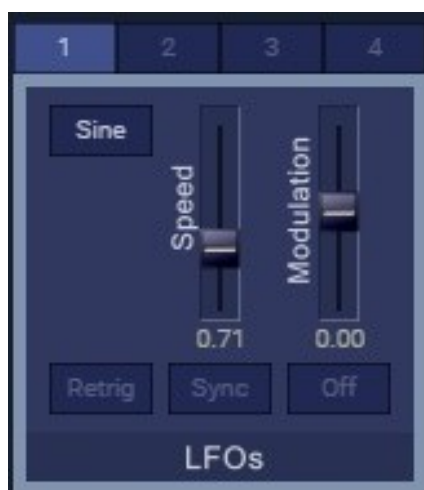 1 2 3 4
Sine
Speed
Modulation
0.71 0.00
Retrig Sync Off
LFOs